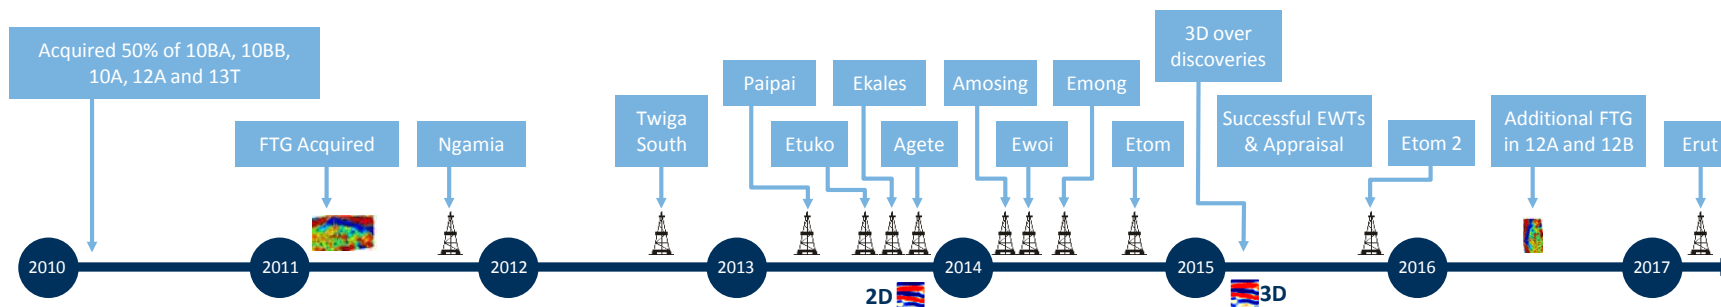 Acquired 50% of 10BA, 10BB,
10A, 12A and 13T
FTG Acquired
Ngamia
Twiga
South
Paipai
Etuko
Ekales
Agete
Amosing
Ewoi
Emong
Etom
3D over
discoveries
Successful EWTs
& Appraisal
Etom 2
Additional FTG
in 12A and 12B
Erut
2010
2011
2012
2013
2014
2015
2016
2017
2D
3D